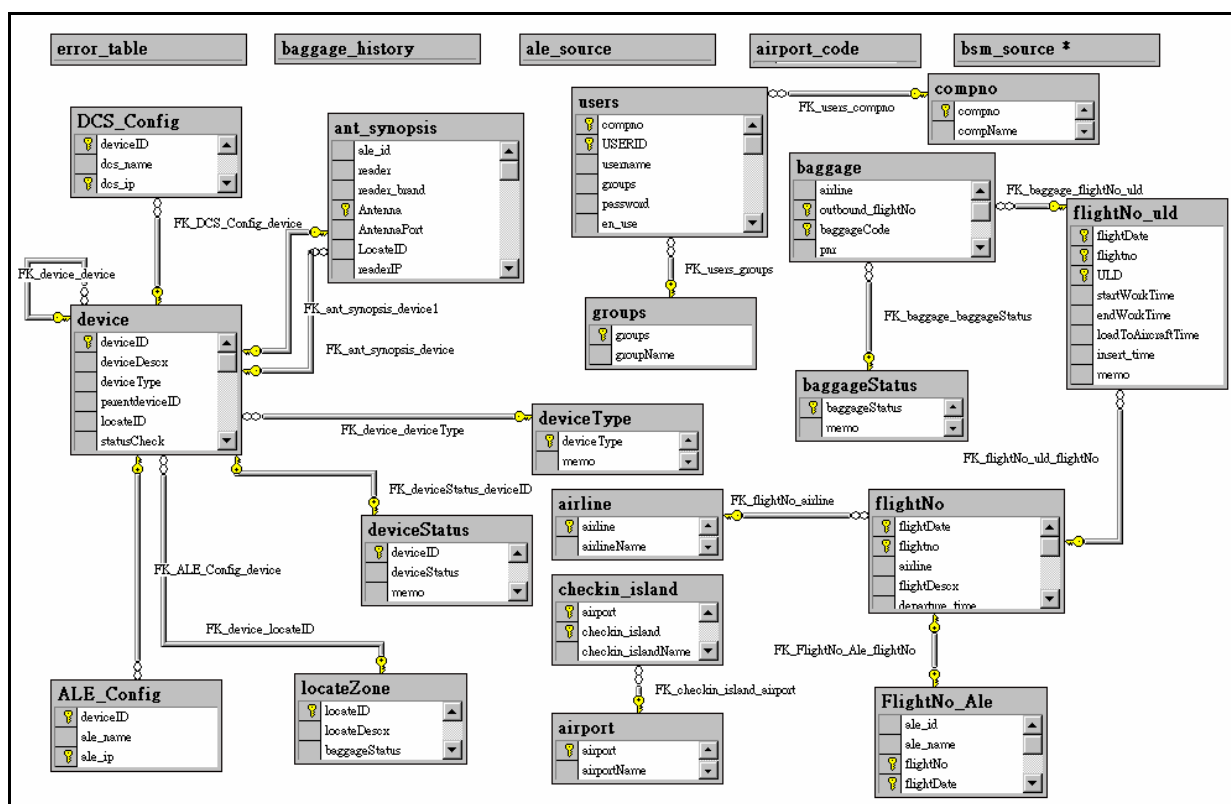 error_table
baggage_history
ale_source
airport_code
bsm_source *
DCS_Config
deviceID
dcs_name
dcs_ip
FK_DCS_Config_device
ant_synopsis
ale_id
reader
reader_brand
Antenna
AntennaPort
LocateID
readerIP
users
compno
USERID
username
groups
password
en_use
FK_users_compno
compno
compno
compName
baggage
airline
outbound_flightNo
baggageCode
pnr
FK_baggage_flightNo_uld
flightNo_uld
flightDate
flightno
ULD
startWorkTime
endWorkTime
loadToAircraftTime
insert_time
memo
FK_device_device
FK_ant_synopsis_device1
FK_ant_synopsis_device
FK_users_groups
groups
groups
groupName
FK_baggage_baggageStatus
baggageStatus
baggageStatus
memo
device
deviceID
deviceDescx
deviceType
parentdeviceID
locateID
statusCheck
FK_device_deviceType
deviceType
deviceType
memo
FK_flightNo_uld_flightNo
FK_deviceStatus_deviceID
deviceStatus
deviceID
deviceStatus
memo
airline
airline
airlineName
FK_flightNo_airline
flightNo
flightDate
flightno
airline
flightDescx
departure_time
FK_ALE_Config_device
FK_device_locateID
checkin_island
airport
checkin_island
checkin_islandName
FK_checkin_island_airport
FK_FlightNo_Ale_flightNo
ALE_Config
deviceID
ale_name
ale_ip
locateZone
locateID
locateDescx
baggageStatus
airport
airport
airportName
FlightNo_Ale
ale_id
ale_name
flightNo
flightDate